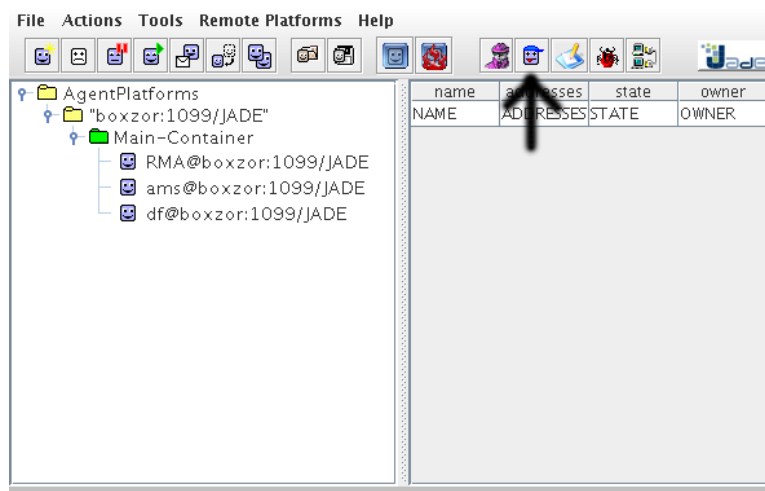 File Actions Tools Remote Platforms Help
Jade
AgentPlatforms
"boxzor:1099/JADE"
Main-Container
RMA@boxzor:1099/JADE
ams@boxzor:1099/JADE
df@boxzor:1099/JADE
name addresses state owner
NAME ADDRESSES STATE OWNER